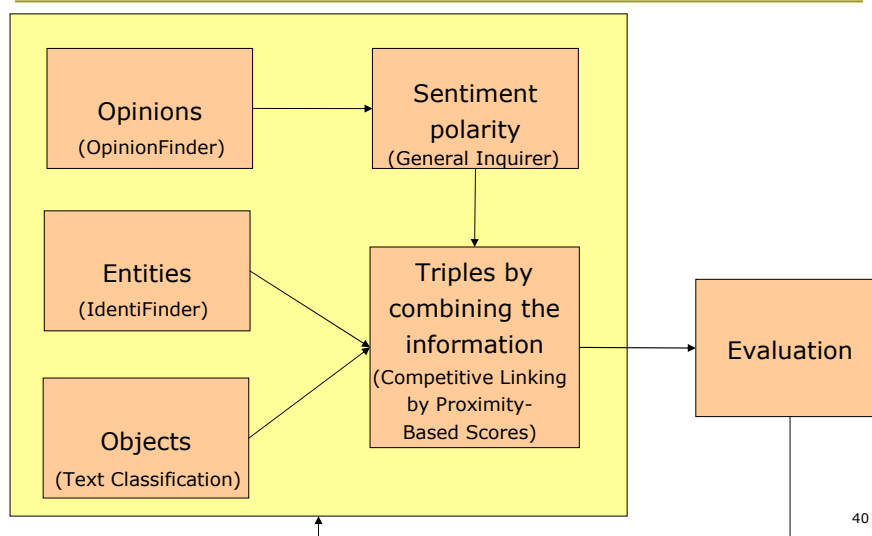 Opinions
(OpinionFinder)
Sentiment
polarity
(General Inquirer)
Entities
(IdentiFinder)
Triples by
combining the
information
(Competitive Linking
by Proximity-
Based Scores)
Evaluation
Objects
(Text Classification)
40